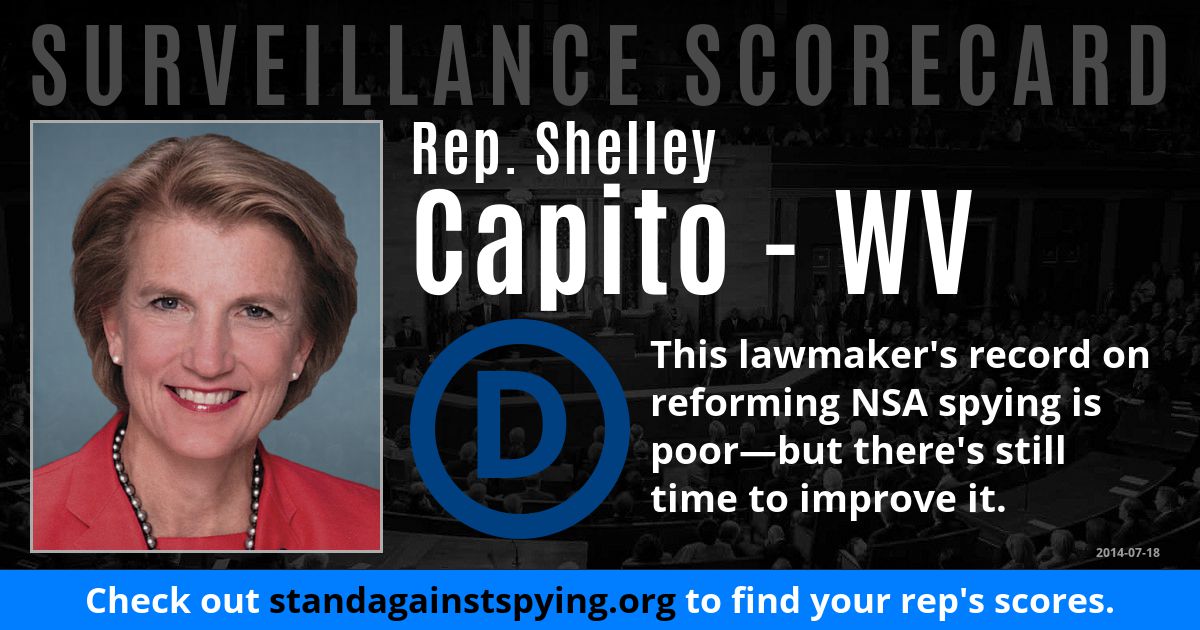 SURVEILLANCE SCORECARD
Rep. Shelley
Capito - WV
D
This lawmaker's record on
reforming NSA spying is
poor—but there's still
time to improve it.
2014-07-18
Check out standagainstspying.org to find your rep's scores.